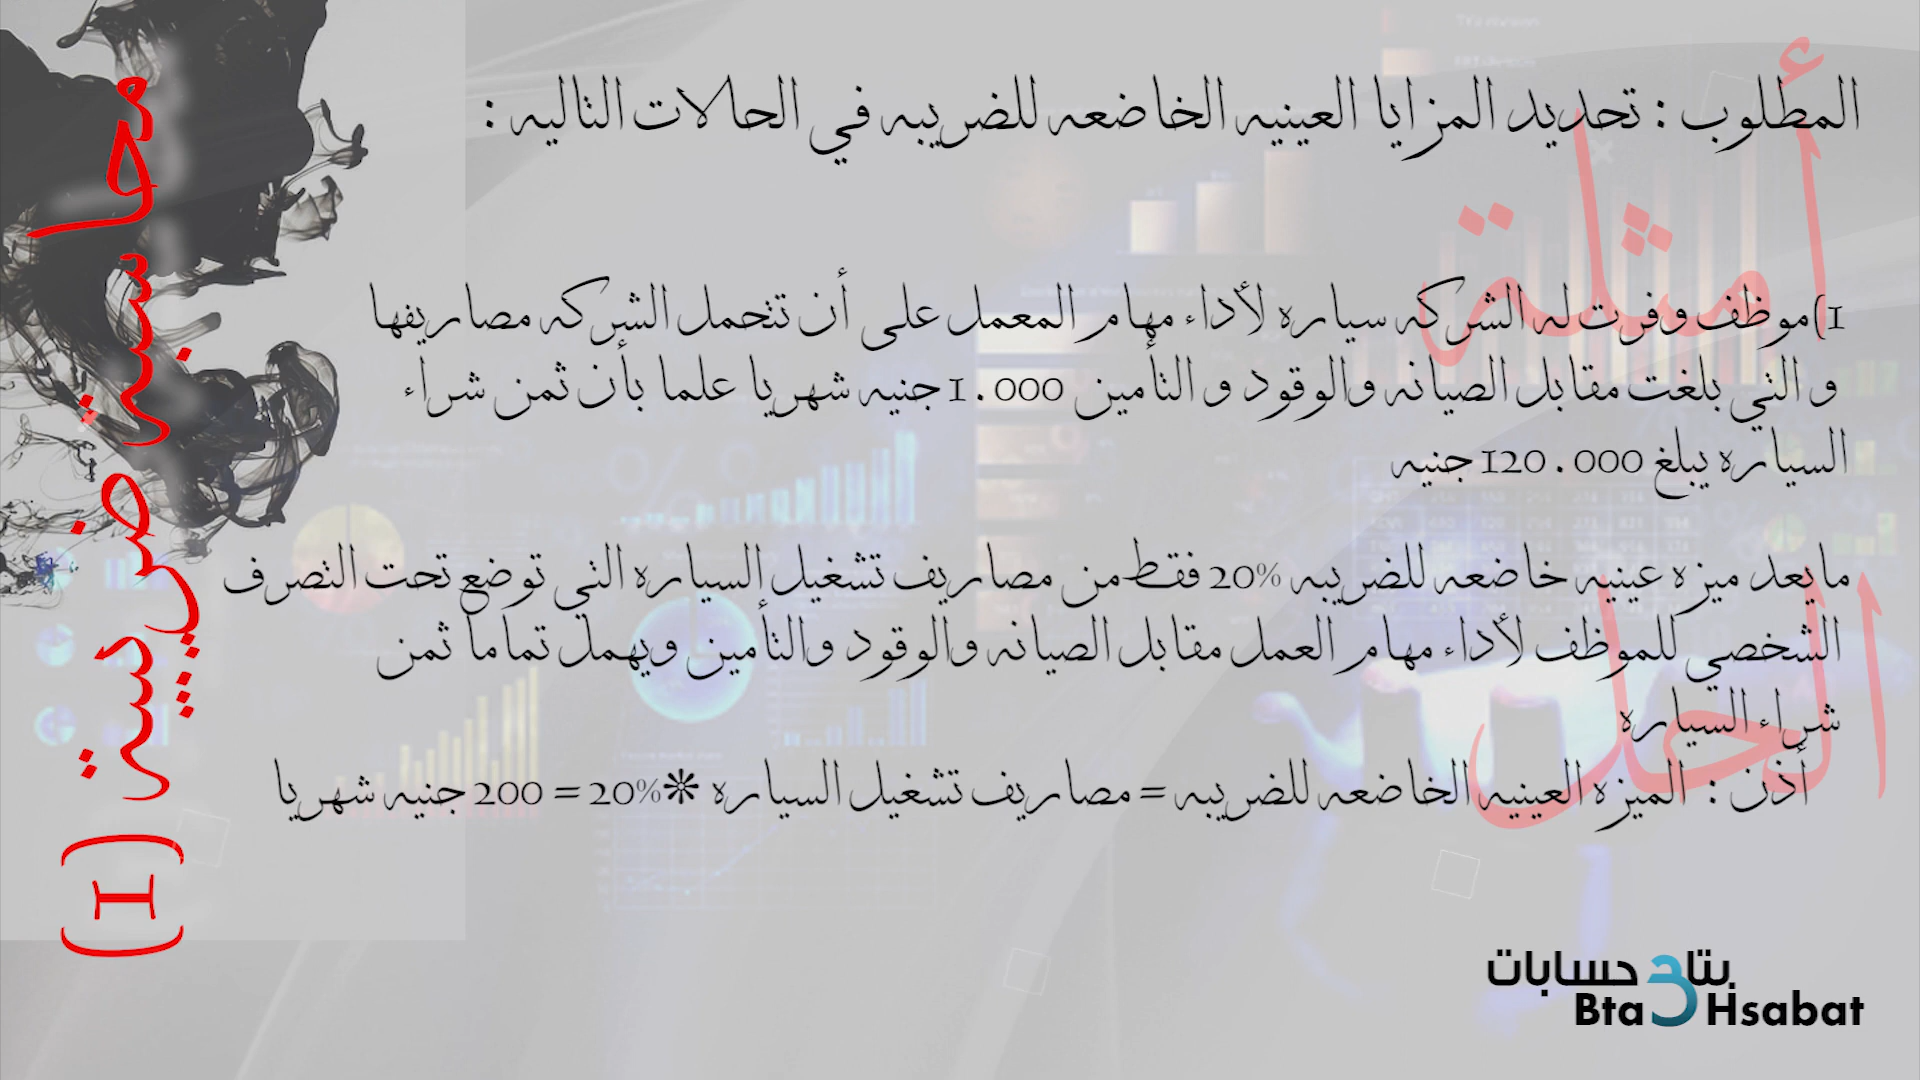 المطلوب : تحديد المزايا العينيه الخاضعه للضريبه في الحالات التاليه :
أمثلة
1)موظف وفرت له الشركه سياره لأداء مهام المعمل على أن تتحمل الشركه مصاريفها
و التي بلغت مقابل الصيانه والوقود و التأمين 1.000 جنيه شهريا علما بأن ثمن شراء
السياره يبلغ 120.000 جنيه
الحل
مايعد ميزه عينيه خاضعه للضريبه 20% فقط من مصاريف تشغيل السياره التي توضع تحت التصرف
الشخصي للموظف لأداء مهام العمل مقابل الصيانه والوقود والتأمين ويهمل تماما ثمن
شراء السياره
أذن : الميزه العينيه الخاضعه للضريبه = مصاريف تشغيل السياره *20% = 200 جنيه شهريا
محاسبة ضريبية (1)
بتاع حسابات
Bta3 Hsabat